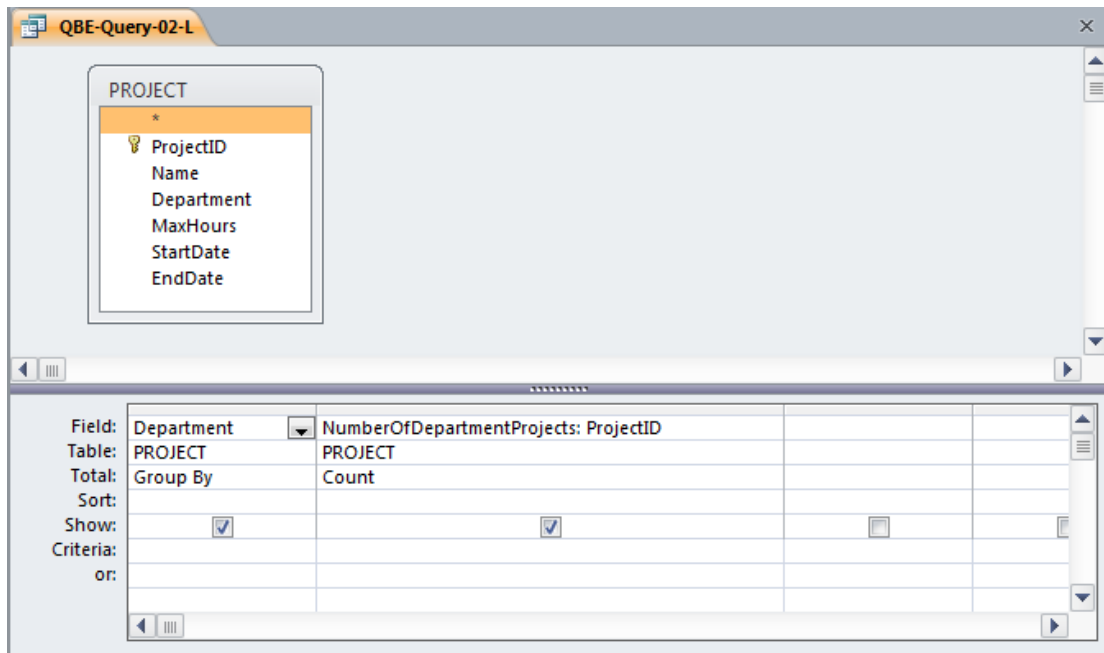 QBE-Query-02-L
PROJECT
*
ProjectID
Name
Department
MaxHours
StartDate
EndDate
Field: Department NumberOfDepartmentProjects: ProjectID
Table: PROJECT PROJECT
Total: Group By Count
Sort:
Show:
Criteria:
or: